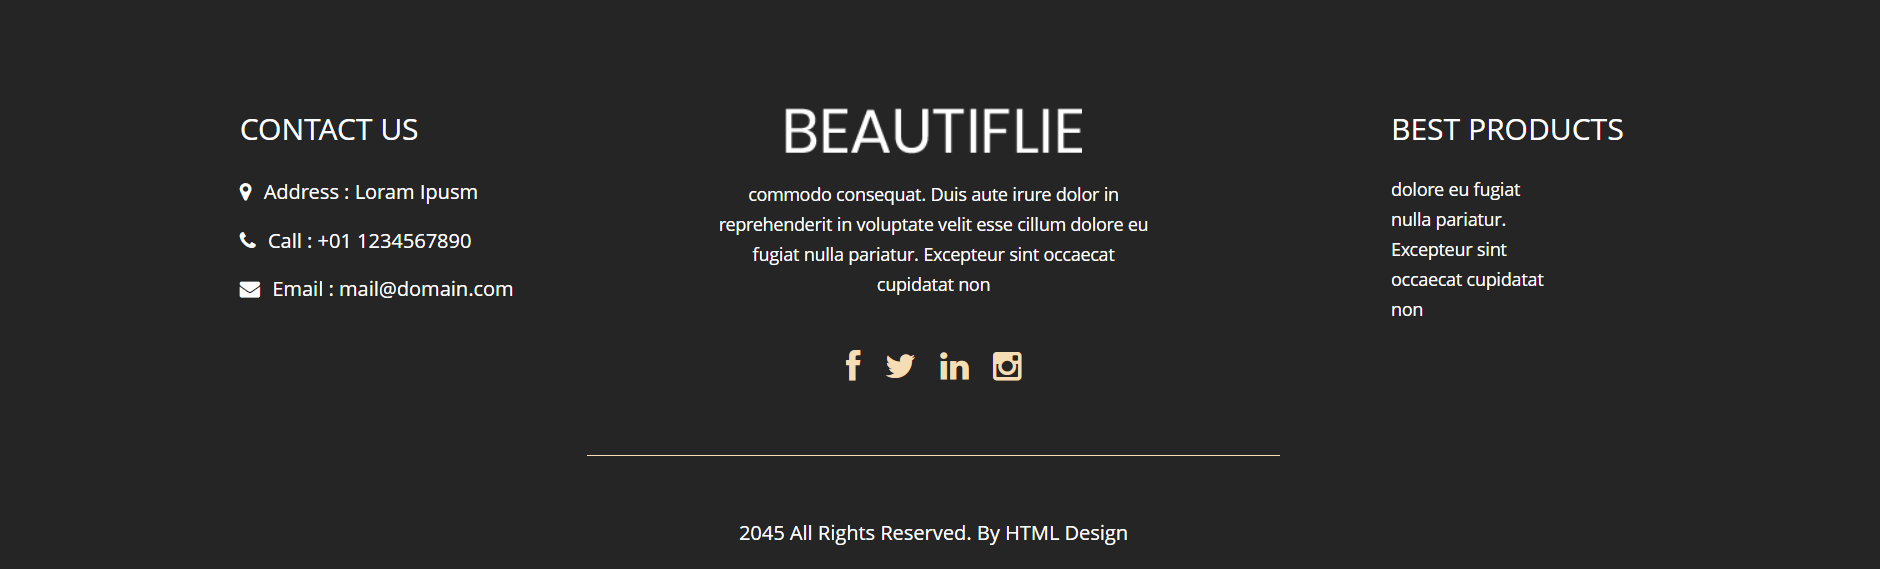 CONTACT US
Address : Loram Ipusm
Call : +01 1234567890
Email : mail@domain.com
BEAUTIFLIE
commodo consequat. Duis aute irure dolor in
reprehenderit in voluptate velit esse cillum dolore eu
fugiat nulla pariatur. Excepteur sint occaecat
cupidatat non
BEST PRODUCTS
dolore eu fugiat
nulla pariatur.
Excepteur sint
occaecat cupidatat
non
2045 All Rights Reserved. By HTML Design